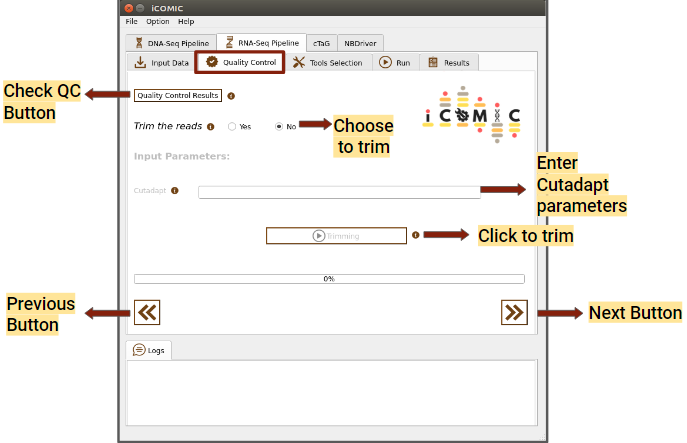 iCOMIC
File Option Help
DNA-Seq Pipeline RNA-Seq Pipeline cTaG NBDriver
Input Data Quality Control Tools Selection Run Results
Check QC
Button
Quality Control Results
iCOMIC
Trim the reads Yes No
Choose
to trim
Input Parameters:
Enter
Cutadapt
parameters
Cutadapt
Trimming
Click to trim
0%
Previous
Button
Next Button
Logs